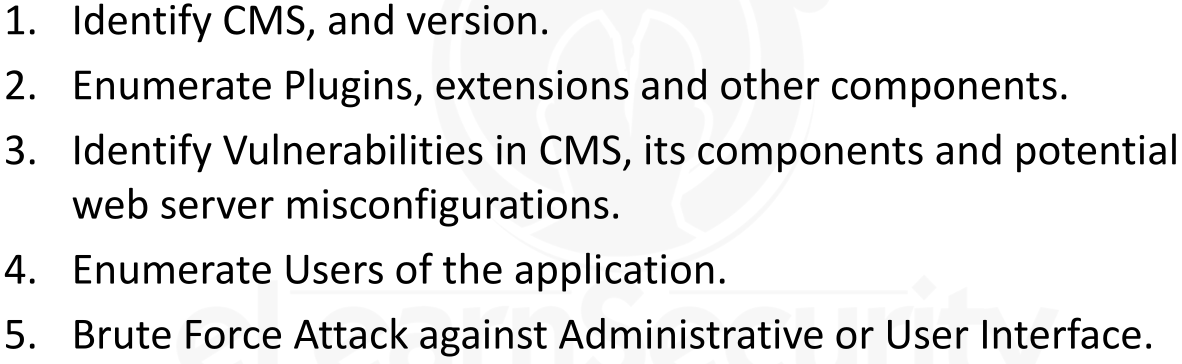 1. Identify CMS, and version.
2. Enumerate Plugins, extensions and other components.
3. Identify Vulnerabilities in CMS, its components and potential
web server misconfigurations.
4. Enumerate Users of the application.
5. Brute Force Attack against Administrative or User Interface.
eLearnSecurity